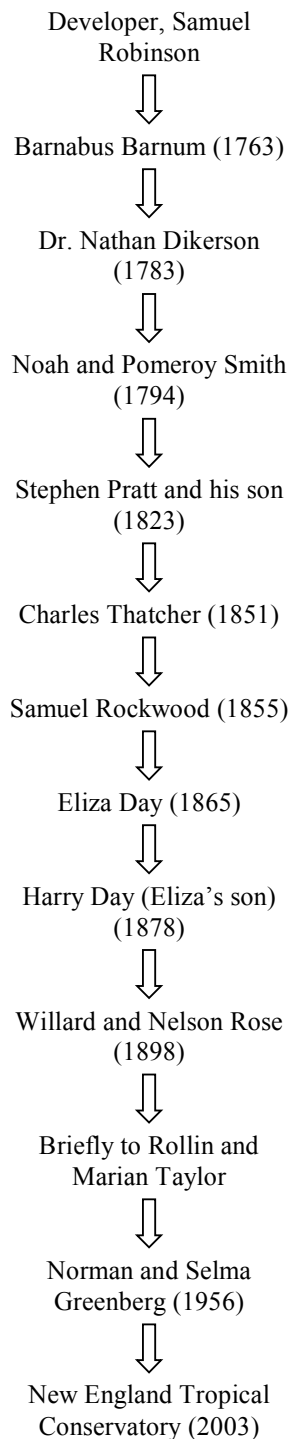 Developer, Samuel
Robinson
Barnabus Barnum (1763)
Dr. Nathan Dikerson
(1783)
Noah and Pomeroy Smith
(1794)
Stephen Pratt and his son
(1823)
Charles Thatcher (1851)
Samuel Rockwood (1855)
Eliza Day (1865)
Harry Day (Eliza’s son)
(1878)
Willard and Nelson Rose
(1898)
Briefly to Rollin and
Marian Taylor
Norman and Selma
Greenberg (1956)
New England Tropical
Conservatory (2003)